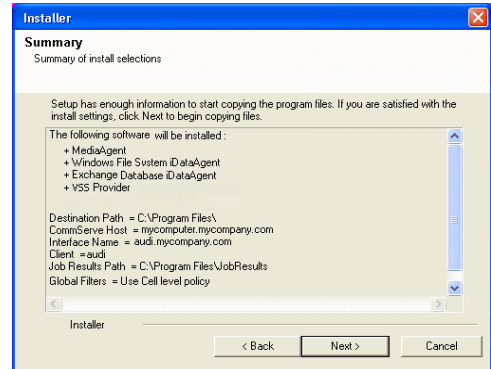 Installer
Summary
Summary of install selections
Setup has enough information to start copying the program files. If you are satisfied with the
install settings, click Next to begin copying files.
The following software will be installed :
+ MediaAgent
+ Windows File System iDataAgent
+ Exchange Database iDataAgent
+ VSS Provider
Destination Path = C:\Program Files\
CommServe Host = mycomputer.mycompany.com
Interface Name = audi.mycompany.com
Client =audi
Job Results Path = C:\Program Files\JobResults
Global Filters = Use Cell level policy
Installer
< Back
Next >
Cancel